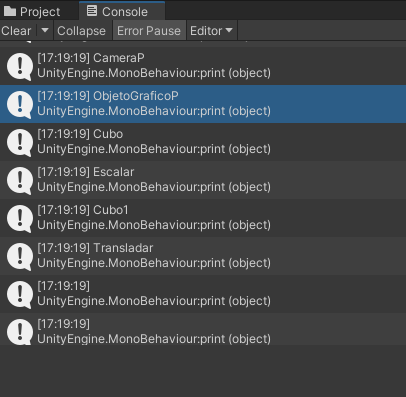 Project
Console
Clear
Collapse
Error Pause
Editor
[17:19:19] CameraP
UnityEngine.MonoBehaviour:print (object)
[17:19:19] ObjetoGraficoP
UnityEngine.MonoBehaviour:print (object)
[17:19:19] Cubo
UnityEngine.MonoBehaviour:print (object)
[17:19:19] Escalar
UnityEngine.MonoBehaviour:print (object)
[17:19:19] Cubo1
UnityEngine.MonoBehaviour:print (object)
[17:19:19] Transladar
UnityEngine.MonoBehaviour:print (object)
[17:19:19]
UnityEngine.MonoBehaviour:print (object)
[17:19:19]
UnityEngine.MonoBehaviour:print (object)